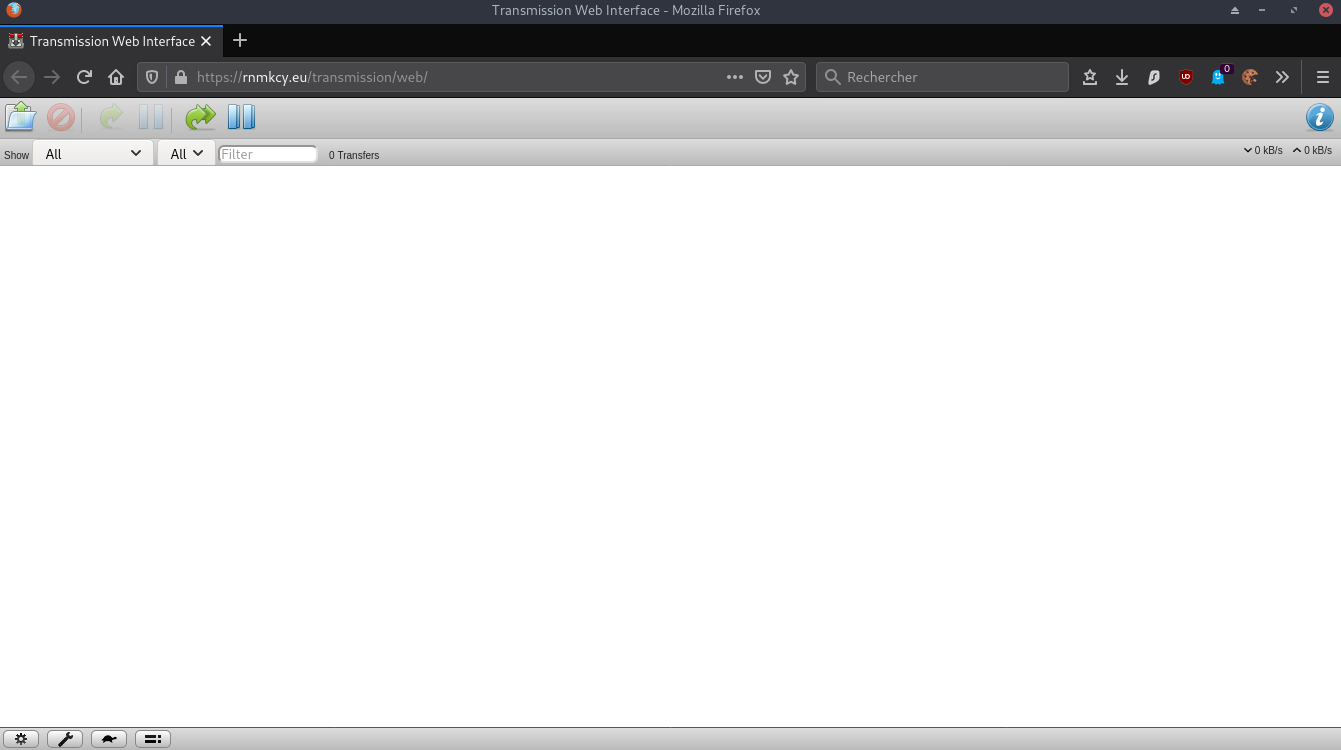 Transmission Web Interface - Mozilla Firefox
Transmission Web Interface
https://rnmkcy.eu/transmission/web/
Rechercher
0
Show All All Filter 0 Transfers 0 kB/s 0 kB/s